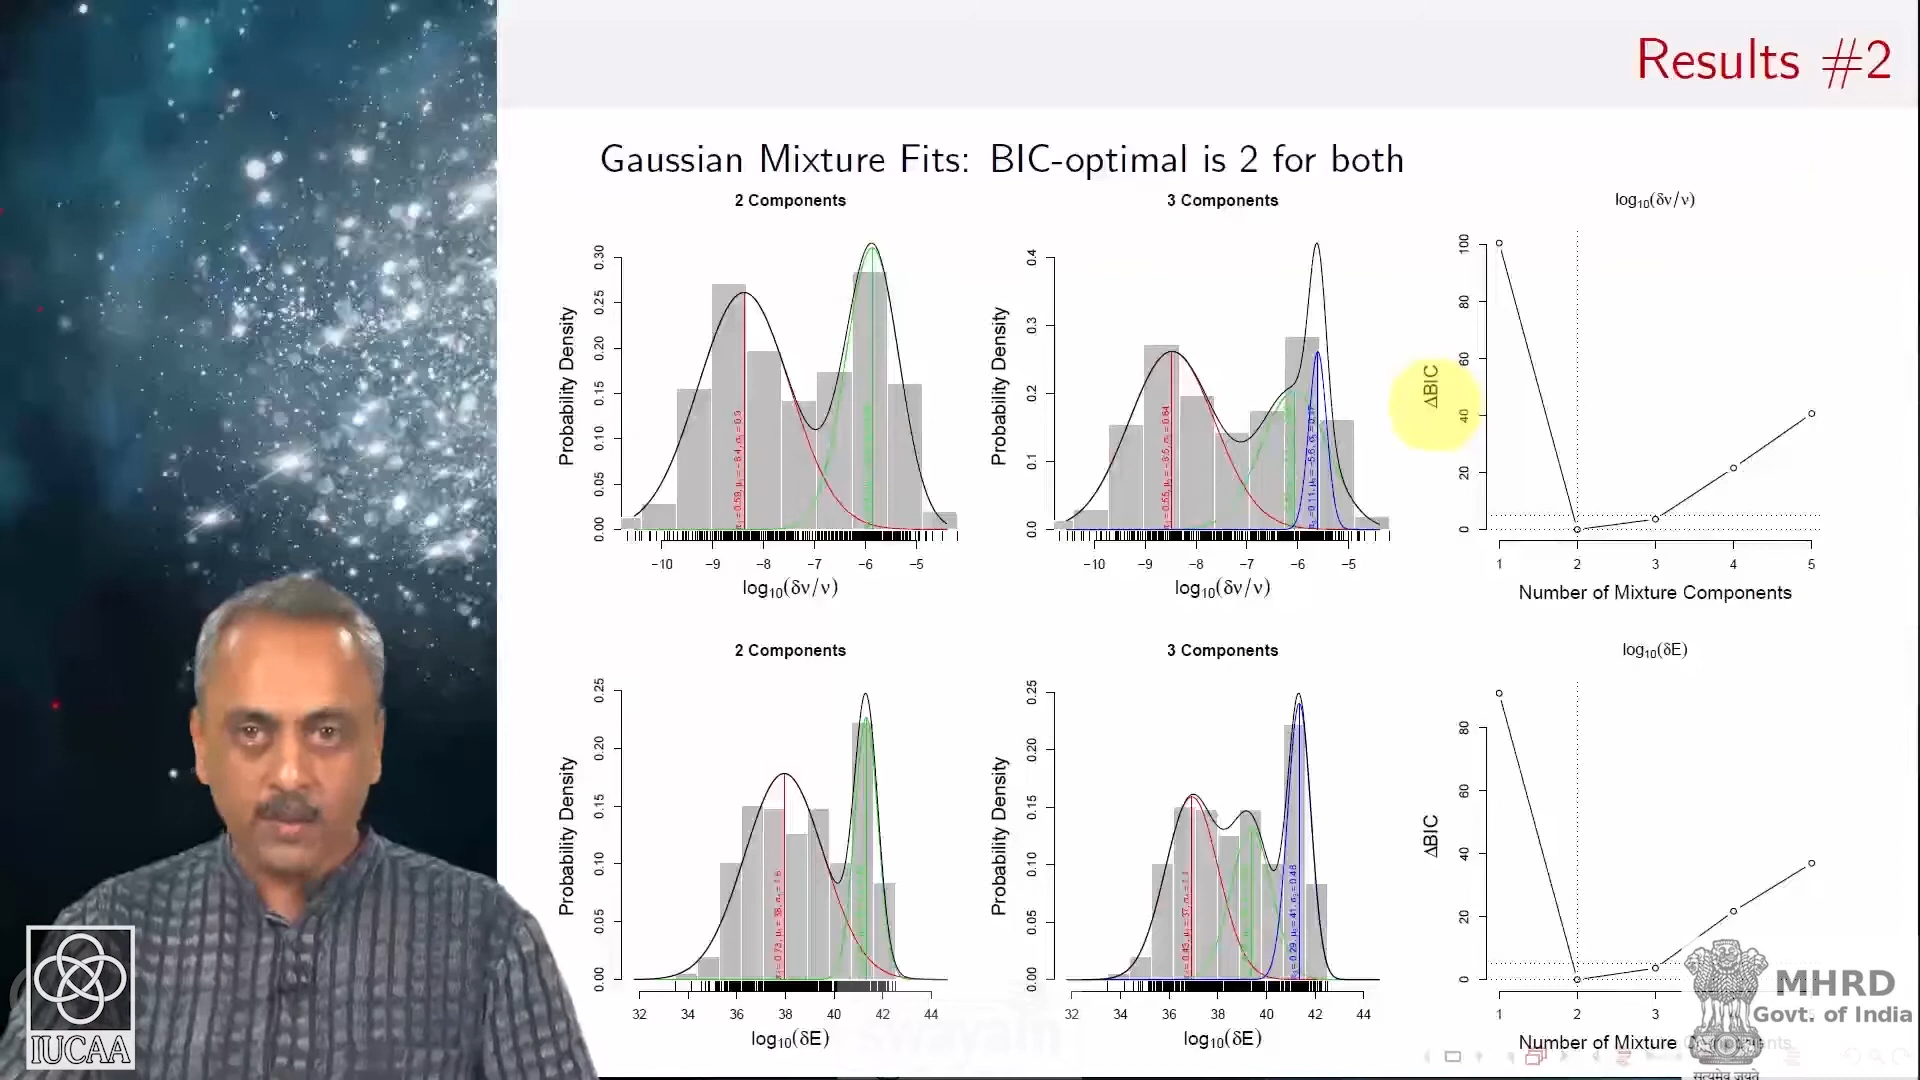 Results #2
Gaussian Mixture Fits: BIC-optimal is 2 for both
2 Components
3 Components
log₁₀(δν/ν)
Probability Density
0.00 0.05 0.10 0.15 0.20 0.25 0.30
−10 −9 −8 −7 −6 −5
log₁₀(δν/ν)
Probability Density
0.0 0.1 0.2 0.3 0.4
−10 −9 −8 −7 −6 −5
log₁₀(δν/ν)
ΔBIC
0 20 40 60 80 100
1 2 3 4 5
Number of Mixture Components
2 Components
3 Components
log₁₀(δE)
Probability Density
0.00 0.05 0.10 0.15 0.20 0.25
32 34 36 38 40 42 44
log₁₀(δE)
Probability Density
0.00 0.05 0.10 0.15 0.20 0.25
32 34 36 38 40 42 44
log₁₀(δE)
ΔBIC
0 20 40 60 80
1 2 3
Number of Mixture
IUCAA
swayam
MHRD
Govt. of India
सत्यमेव जयते